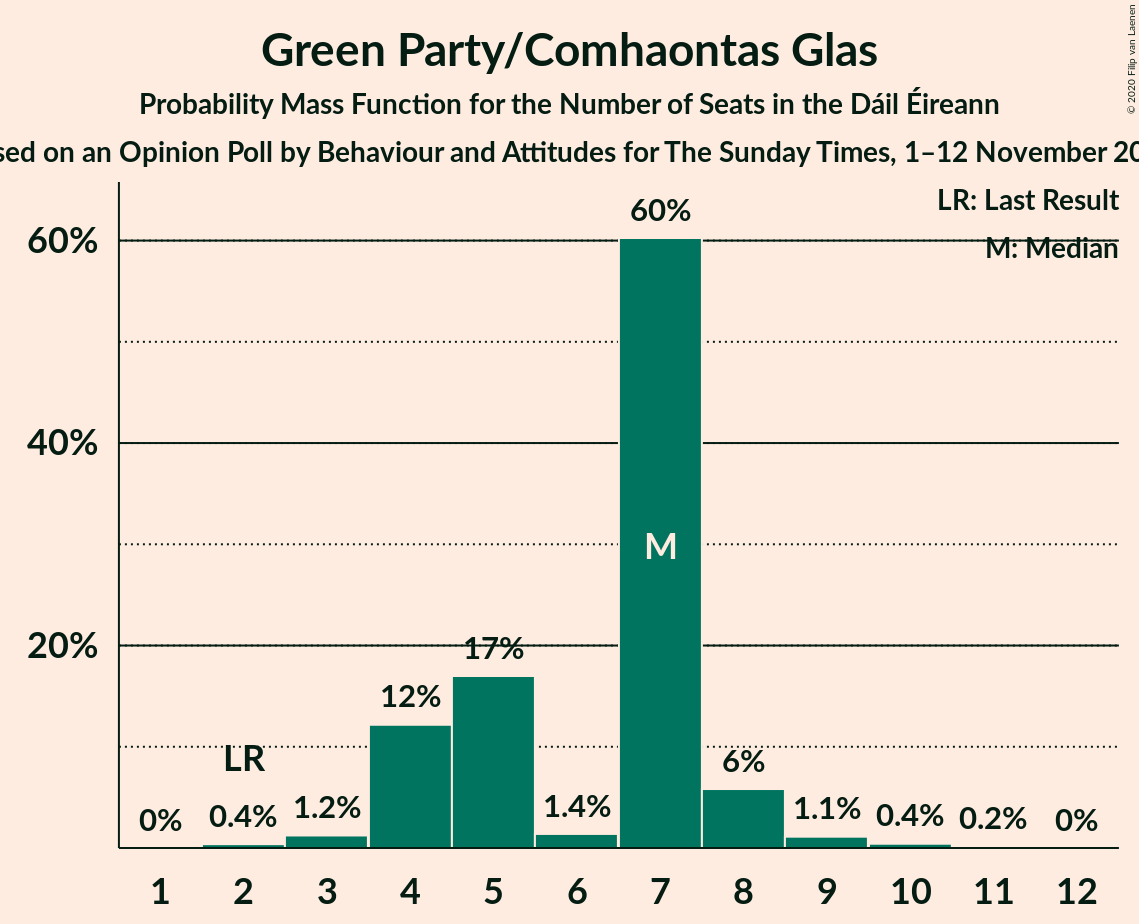 Green Party/Comhaontas Glas
Probability Mass Function for the Number of Seats in the Dáil Éireann
on an Opinion Poll by Behaviour and Attitudes for The Sunday Times, 1–12 November
© 2020 Filip van Laenen
LR: Last Result
M: Median
60%
40%
20%
0%
0.4%
LR
1.2%
12%
17%
1.4%
60%
M
6%
1.1%
0.4%
0.2%
0%
1 2 3 4 5 6 7 8 9 10 11 12